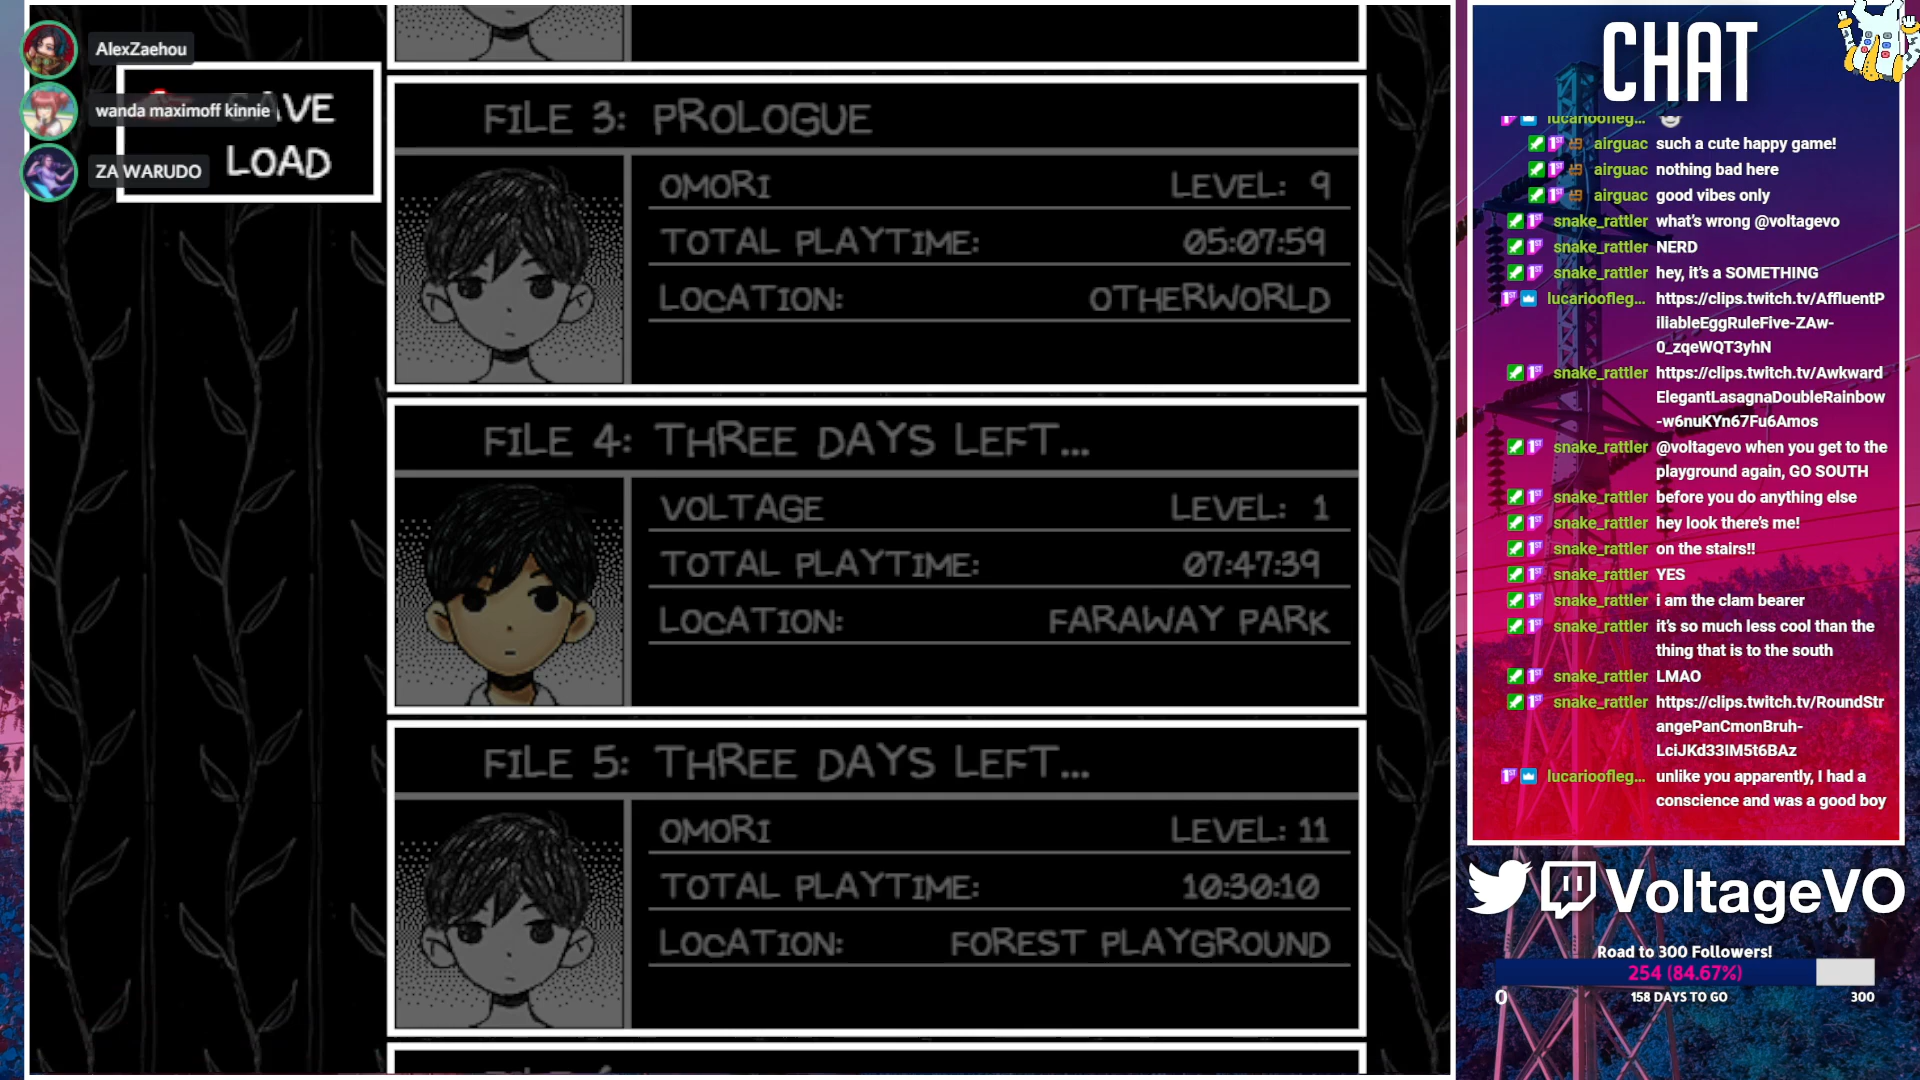 AlexZaehou
wanda maximoff kinnie
ZA WARUDO
LOAD
FILE 3: PROLOGUE
OMORI LEVEL: 9
TOTAL PLAYTIME: 05:07:59
LOCATION: OTHERWORLD
FILE 4: THREE DAYS LEFT...
VOLTAGE LEVEL: 1
TOTAL PLAYTIME: 07:47:39
LOCATION: FARAWAY PARK
FILE 5: THREE DAYS LEFT...
OMORI LEVEL: 11
TOTAL PLAYTIME: 10:30:10
LOCATION: FOREST PLAYGROUND
CHAT
lucarioofleg...
airguac such a cute happy game!
airguac nothing bad here
airguac good vibes only
snake_rattler what's wrong @voltagevo
snake_rattler NERD
snake_rattler hey, it's a SOMETHING
lucarioofleg... https://clips.twitch.tv/AffluentP
iliableEggRuleFive-ZAw-
0_zqeWQT3yhN
snake_rattler https://clips.twitch.tv/Awkward
ElegantLasagnaDoubleRainbow
-w6nuKYn67Fu6Amos
snake_rattler @voltagevo when you get to the
playground again, GO SOUTH
snake_rattler before you do anything else
snake_rattler hey look there's me!
snake_rattler on the stairs!!
snake_rattler YES
snake_rattler i am the clam bearer
snake_rattler it's so much less cool than the
thing that is to the south
snake_rattler LMAO
snake_rattler https://clips.twitch.tv/RoundStr
angePanCmonBruh-
LciJKd33IM5t6BAz
lucarioofleg... unlike you apparently, I had a
conscience and was a good boy
VoltageVO
Road to 300 Followers!
254 (84.67%)
0 158 DAYS TO GO 300